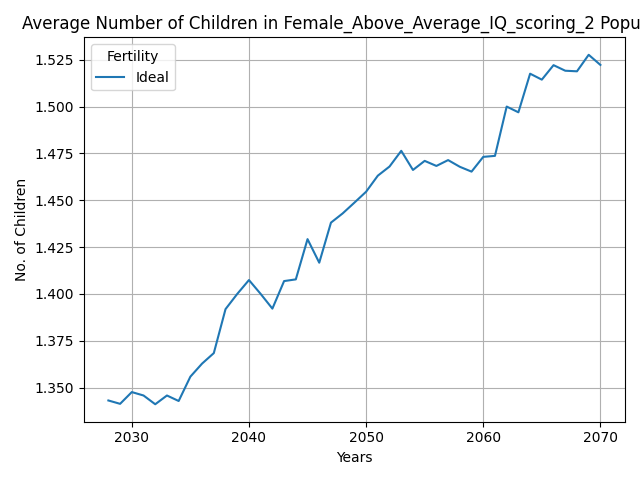 Average Number of Children in Female_Above_Average_IQ_scoring_2 Popu
Fertility
Ideal
1.525
1.500
1.475
1.450
1.425
1.400
1.375
1.350
No. of Children
2030 2040 2050 2060 2070
Years